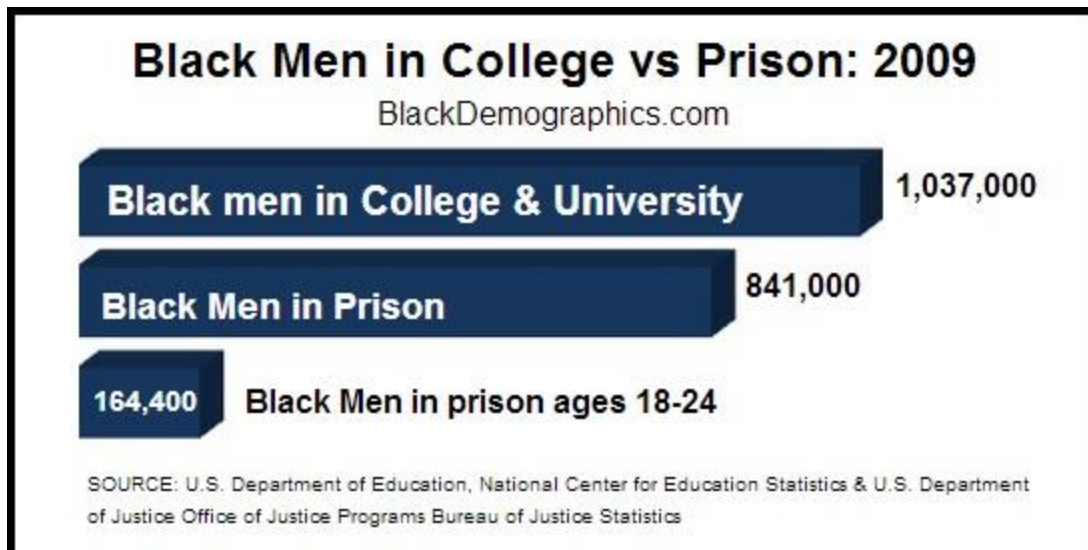 Black Men in College vs Prison: 2009
BlackDemographics.com
Black men in College & University
1,037,000
Black Men in Prison
841,000
164,400
Black Men in prison ages 18-24
SOURCE: U.S. Department of Education, National Center for Education Statistics & U.S. Department
of Justice Office of Justice Programs Bureau of Justice Statistics